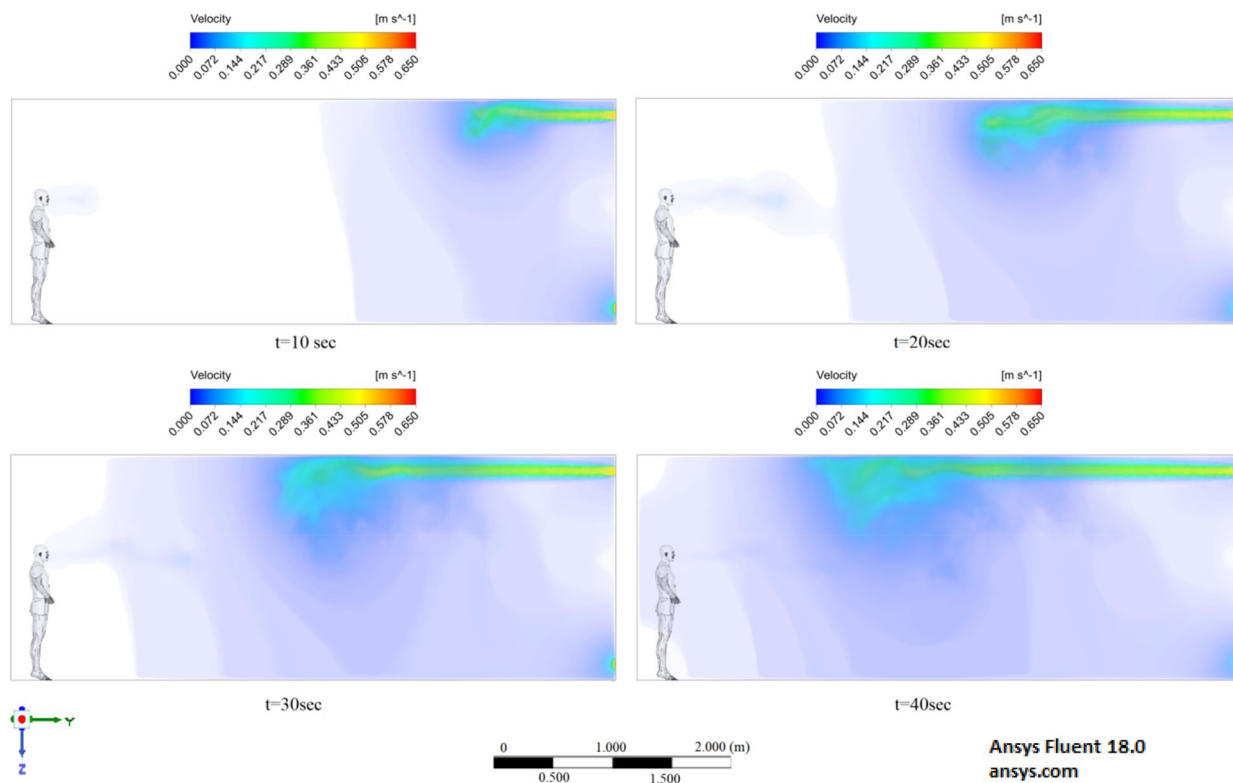 Velocity [m s^-1]
0.000 0.072 0.144 0.217 0.289 0.361 0.433 0.505 0.578 0.650
Velocity [m s^-1]
0.000 0.072 0.144 0.217 0.289 0.361 0.433 0.505 0.578 0.650
t=10 sec
t=20sec
Velocity [m s^-1]
0.000 0.072 0.144 0.217 0.289 0.361 0.433 0.505 0.578 0.650
Velocity [m s^-1]
0.000 0.072 0.144 0.217 0.289 0.361 0.433 0.505 0.578 0.650
t=30sec
t=40sec
Y
Z
0 1.000 2.000 (m)
0.500 1.500
Ansys Fluent 18.0
ansys.com